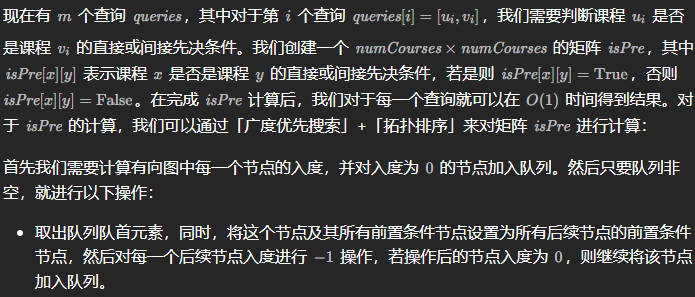 现在有 m 个查询 queries，其中对于第 i 个查询 queries[i] = [u_i, v_i]，我们需要判断课程 u_i 是否
是课程 v_i 的直接或间接先决条件。我们创建一个 numCourses × numCourses 的矩阵 isPre，其中
isPre[x][y] 表示课程 x 是否是课程 y 的直接或间接先决条件，若是则 isPre[x][y] = True，否则
isPre[x][y] = False。在完成 isPre 计算后，我们对于每一个查询就可以在 O(1) 时间得到结果。对
于 isPre 的计算，我们可以通过「广度优先搜索」+「拓扑排序」来对矩阵 isPre 进行计算：
首先我们需要计算有向图中每一个节点的入度，并对入度为 0 的节点加入队列。然后只要队列非
空，就进行以下操作：
• 取出队列队首元素，同时，将这个节点及其所有前置条件节点设置为所有后续节点的前置条件
节点，然后对每一个后续节点入度进行 −1 操作，若操作后的节点入度为 0，则继续将该节点
加入队列。